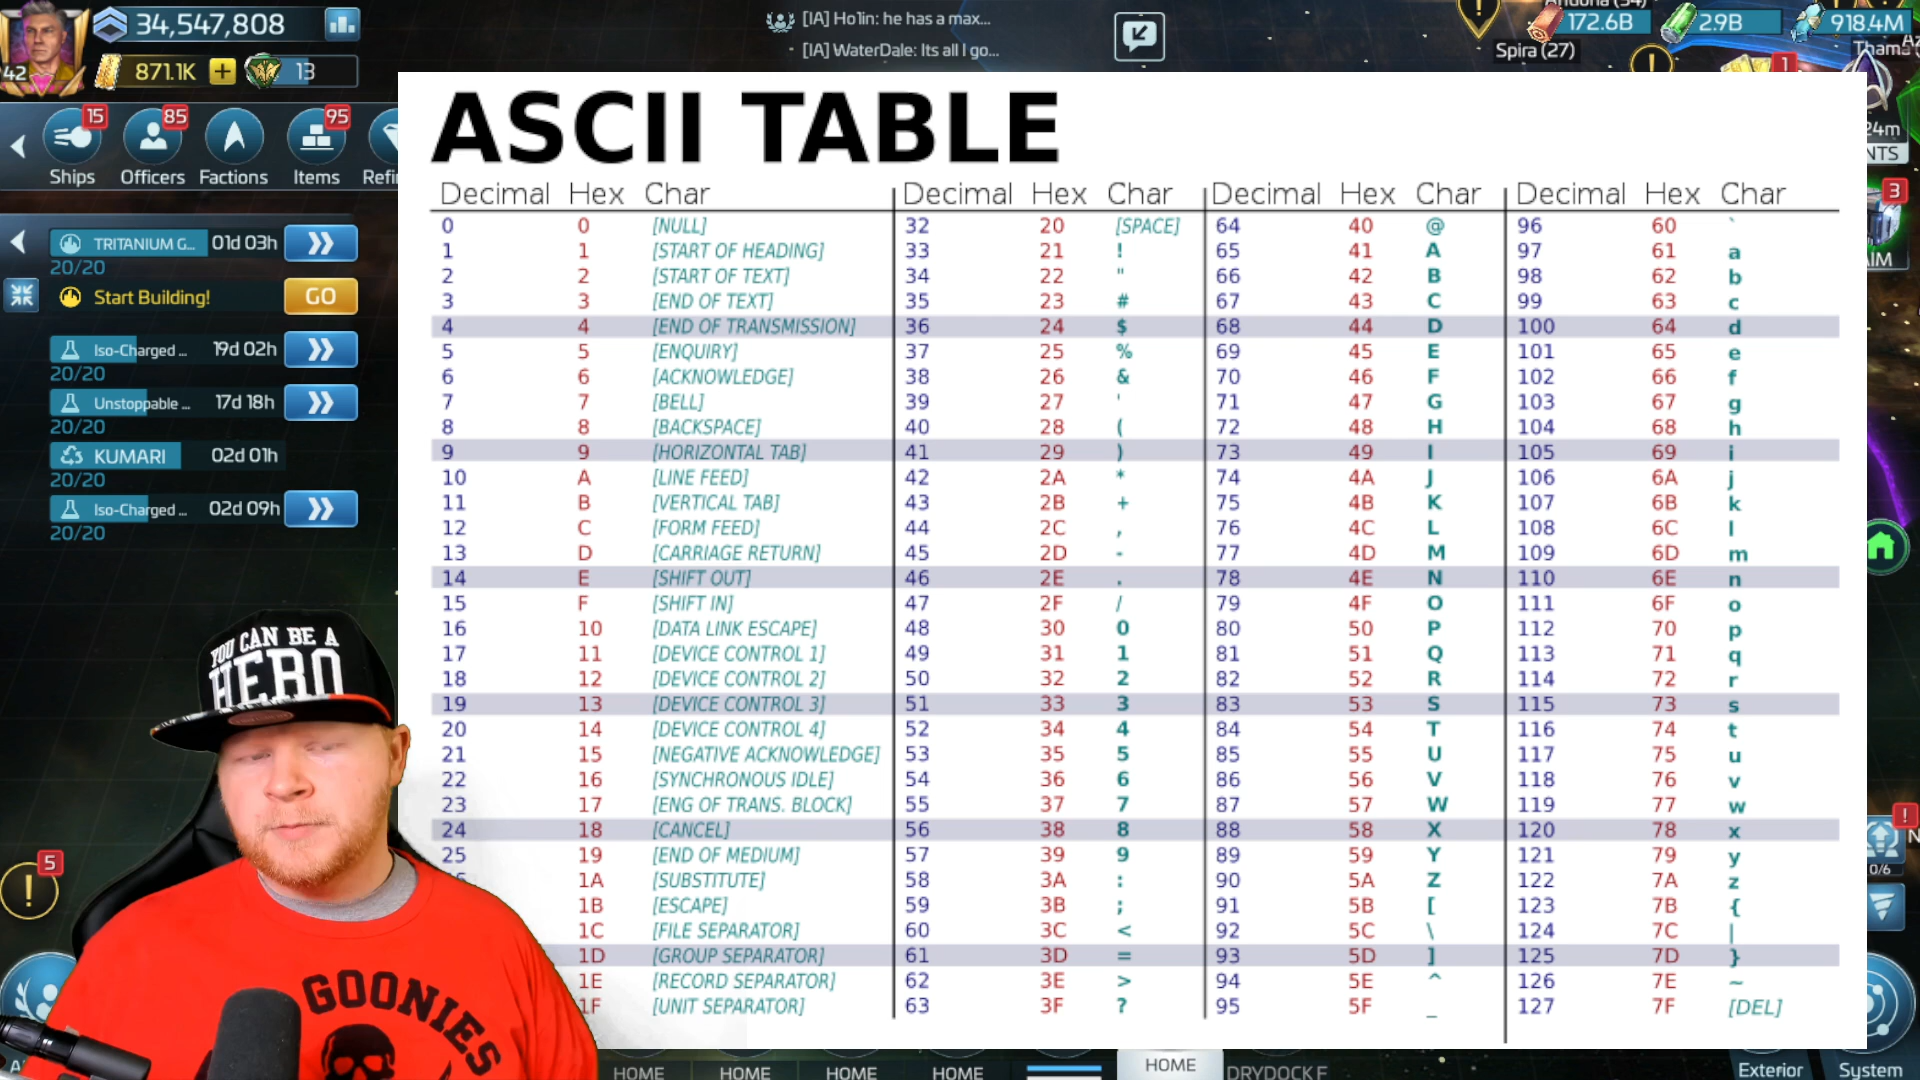 34,547,808
871.1K
13
42
[IA] Ho1in: he has a max...
[IA] WaterDale: Its all I go...
Spira (27)
172.6B
2.9B
918.4M
1
15
85
95
Ships
Officers
Factions
Items
TRITANIUM G...
01d 03h
20/20
Start Building!
GO
Iso-Charged ...
19d 02h
20/20
Unstoppable ...
17d 18h
20/20
KUMARI
02d 01h
20/20
Iso-Charged ...
02d 09h
20/20
ASCII TABLE
Decimal Hex Char Decimal Hex Char Decimal Hex Char Decimal Hex Char
0 0 [NULL] 32 20 [SPACE] 64 40 @ 96 60 `
1 1 [START OF HEADING] 33 21 ! 65 41 A 97 61 a
2 2 [START OF TEXT] 34 22 " 66 42 B 98 62 b
3 3 [END OF TEXT] 35 23 # 67 43 C 99 63 c
4 4 [END OF TRANSMISSION] 36 24 $ 68 44 D 100 64 d
5 5 [ENQUIRY] 37 25 % 69 45 E 101 65 e
6 6 [ACKNOWLEDGE] 38 26 & 70 46 F 102 66 f
7 7 [BELL] 39 27 ' 71 47 G 103 67 g
8 8 [BACKSPACE] 40 28 ( 72 48 H 104 68 h
9 9 [HORIZONTAL TAB] 41 29 ) 73 49 I 105 69 i
10 A [LINE FEED] 42 2A * 74 4A J 106 6A j
11 B [VERTICAL TAB] 43 2B + 75 4B K 107 6B k
12 C [FORM FEED] 44 2C , 76 4C L 108 6C l
13 D [CARRIAGE RETURN] 45 2D - 77 4D M 109 6D m
14 E [SHIFT OUT] 46 2E . 78 4E N 110 6E n
15 F [SHIFT IN] 47 2F / 79 4F O 111 6F o
16 10 [DATA LINK ESCAPE] 48 30 0 80 50 P 112 70 p
17 11 [DEVICE CONTROL 1] 49 31 1 81 51 Q 113 71 q
18 12 [DEVICE CONTROL 2] 50 32 2 82 52 R 114 72 r
19 13 [DEVICE CONTROL 3] 51 33 3 83 53 S 115 73 s
20 14 [DEVICE CONTROL 4] 52 34 4 84 54 T 116 74 t
21 15 [NEGATIVE ACKNOWLEDGE] 53 35 5 85 55 U 117 75 u
22 16 [SYNCHRONOUS IDLE] 54 36 6 86 56 V 118 76 v
23 17 [ENG OF TRANS. BLOCK] 55 37 7 87 57 W 119 77 w
24 18 [CANCEL] 56 38 8 88 58 X 120 78 x
25 19 [END OF MEDIUM] 57 39 9 89 59 Y 121 79 y
1A [SUBSTITUTE] 58 3A : 90 5A Z 122 7A z
1B [ESCAPE] 59 3B ; 91 5B [ 123 7B {
1C [FILE SEPARATOR] 60 3C < 92 5C \ 124 7C |
1D [GROUP SEPARATOR] 61 3D = 93 5D ] 125 7D }
1E [RECORD SEPARATOR] 62 3E > 94 5E ^ 126 7E ~
1F [UNIT SEPARATOR] 63 3F ? 95 5F _ 127 7F [DEL]
3
0/6
5
YOU CAN BE A
HERO
GOONIES
HOME
HOME
HOME
HOME
HOME
DRYDOCK F
Exterior
System